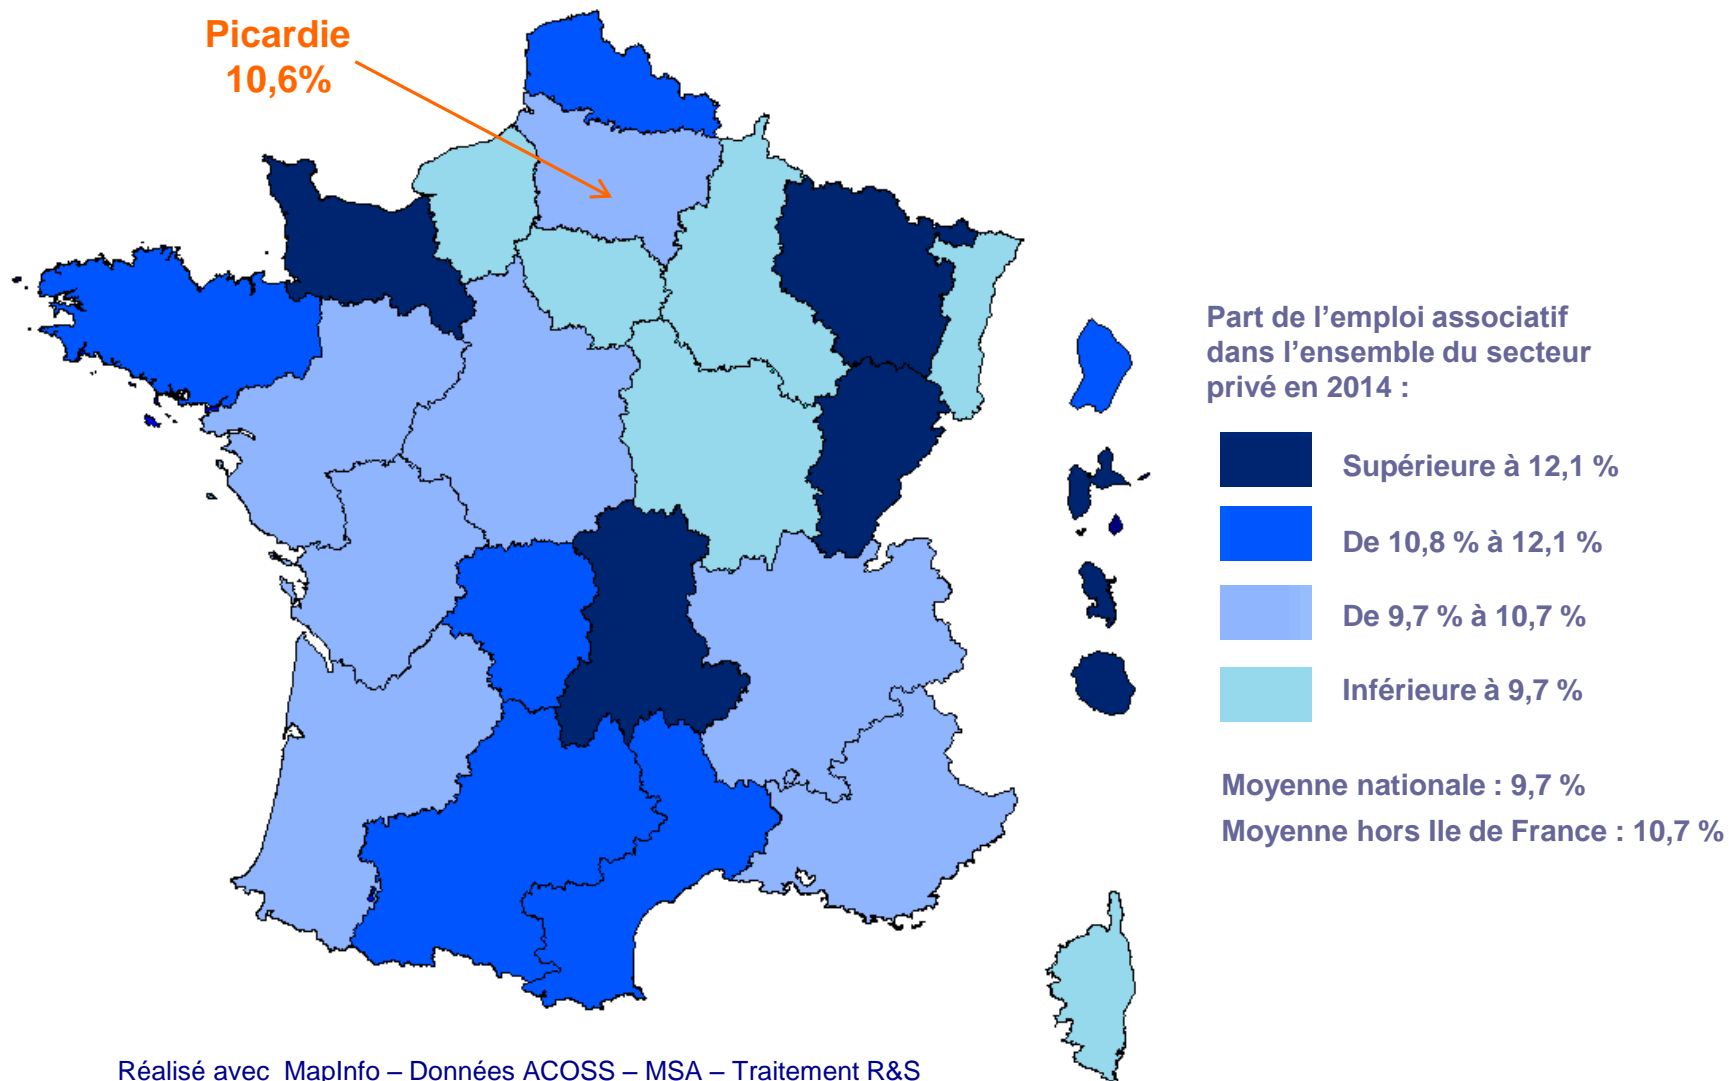 Picardie
10,6%
Part de l’emploi associatif
dans l’ensemble du secteur
privé en 2014 :
Supérieure à 12,1 %
De 10,8 % à 12,1 %
De 9,7 % à 10,7 %
Inférieure à 9,7 %
Moyenne nationale : 9,7 %
Moyenne hors Ile de France : 10,7 %
Réalisé avec MapInfo – Données ACOSS – MSA – Traitement R&S